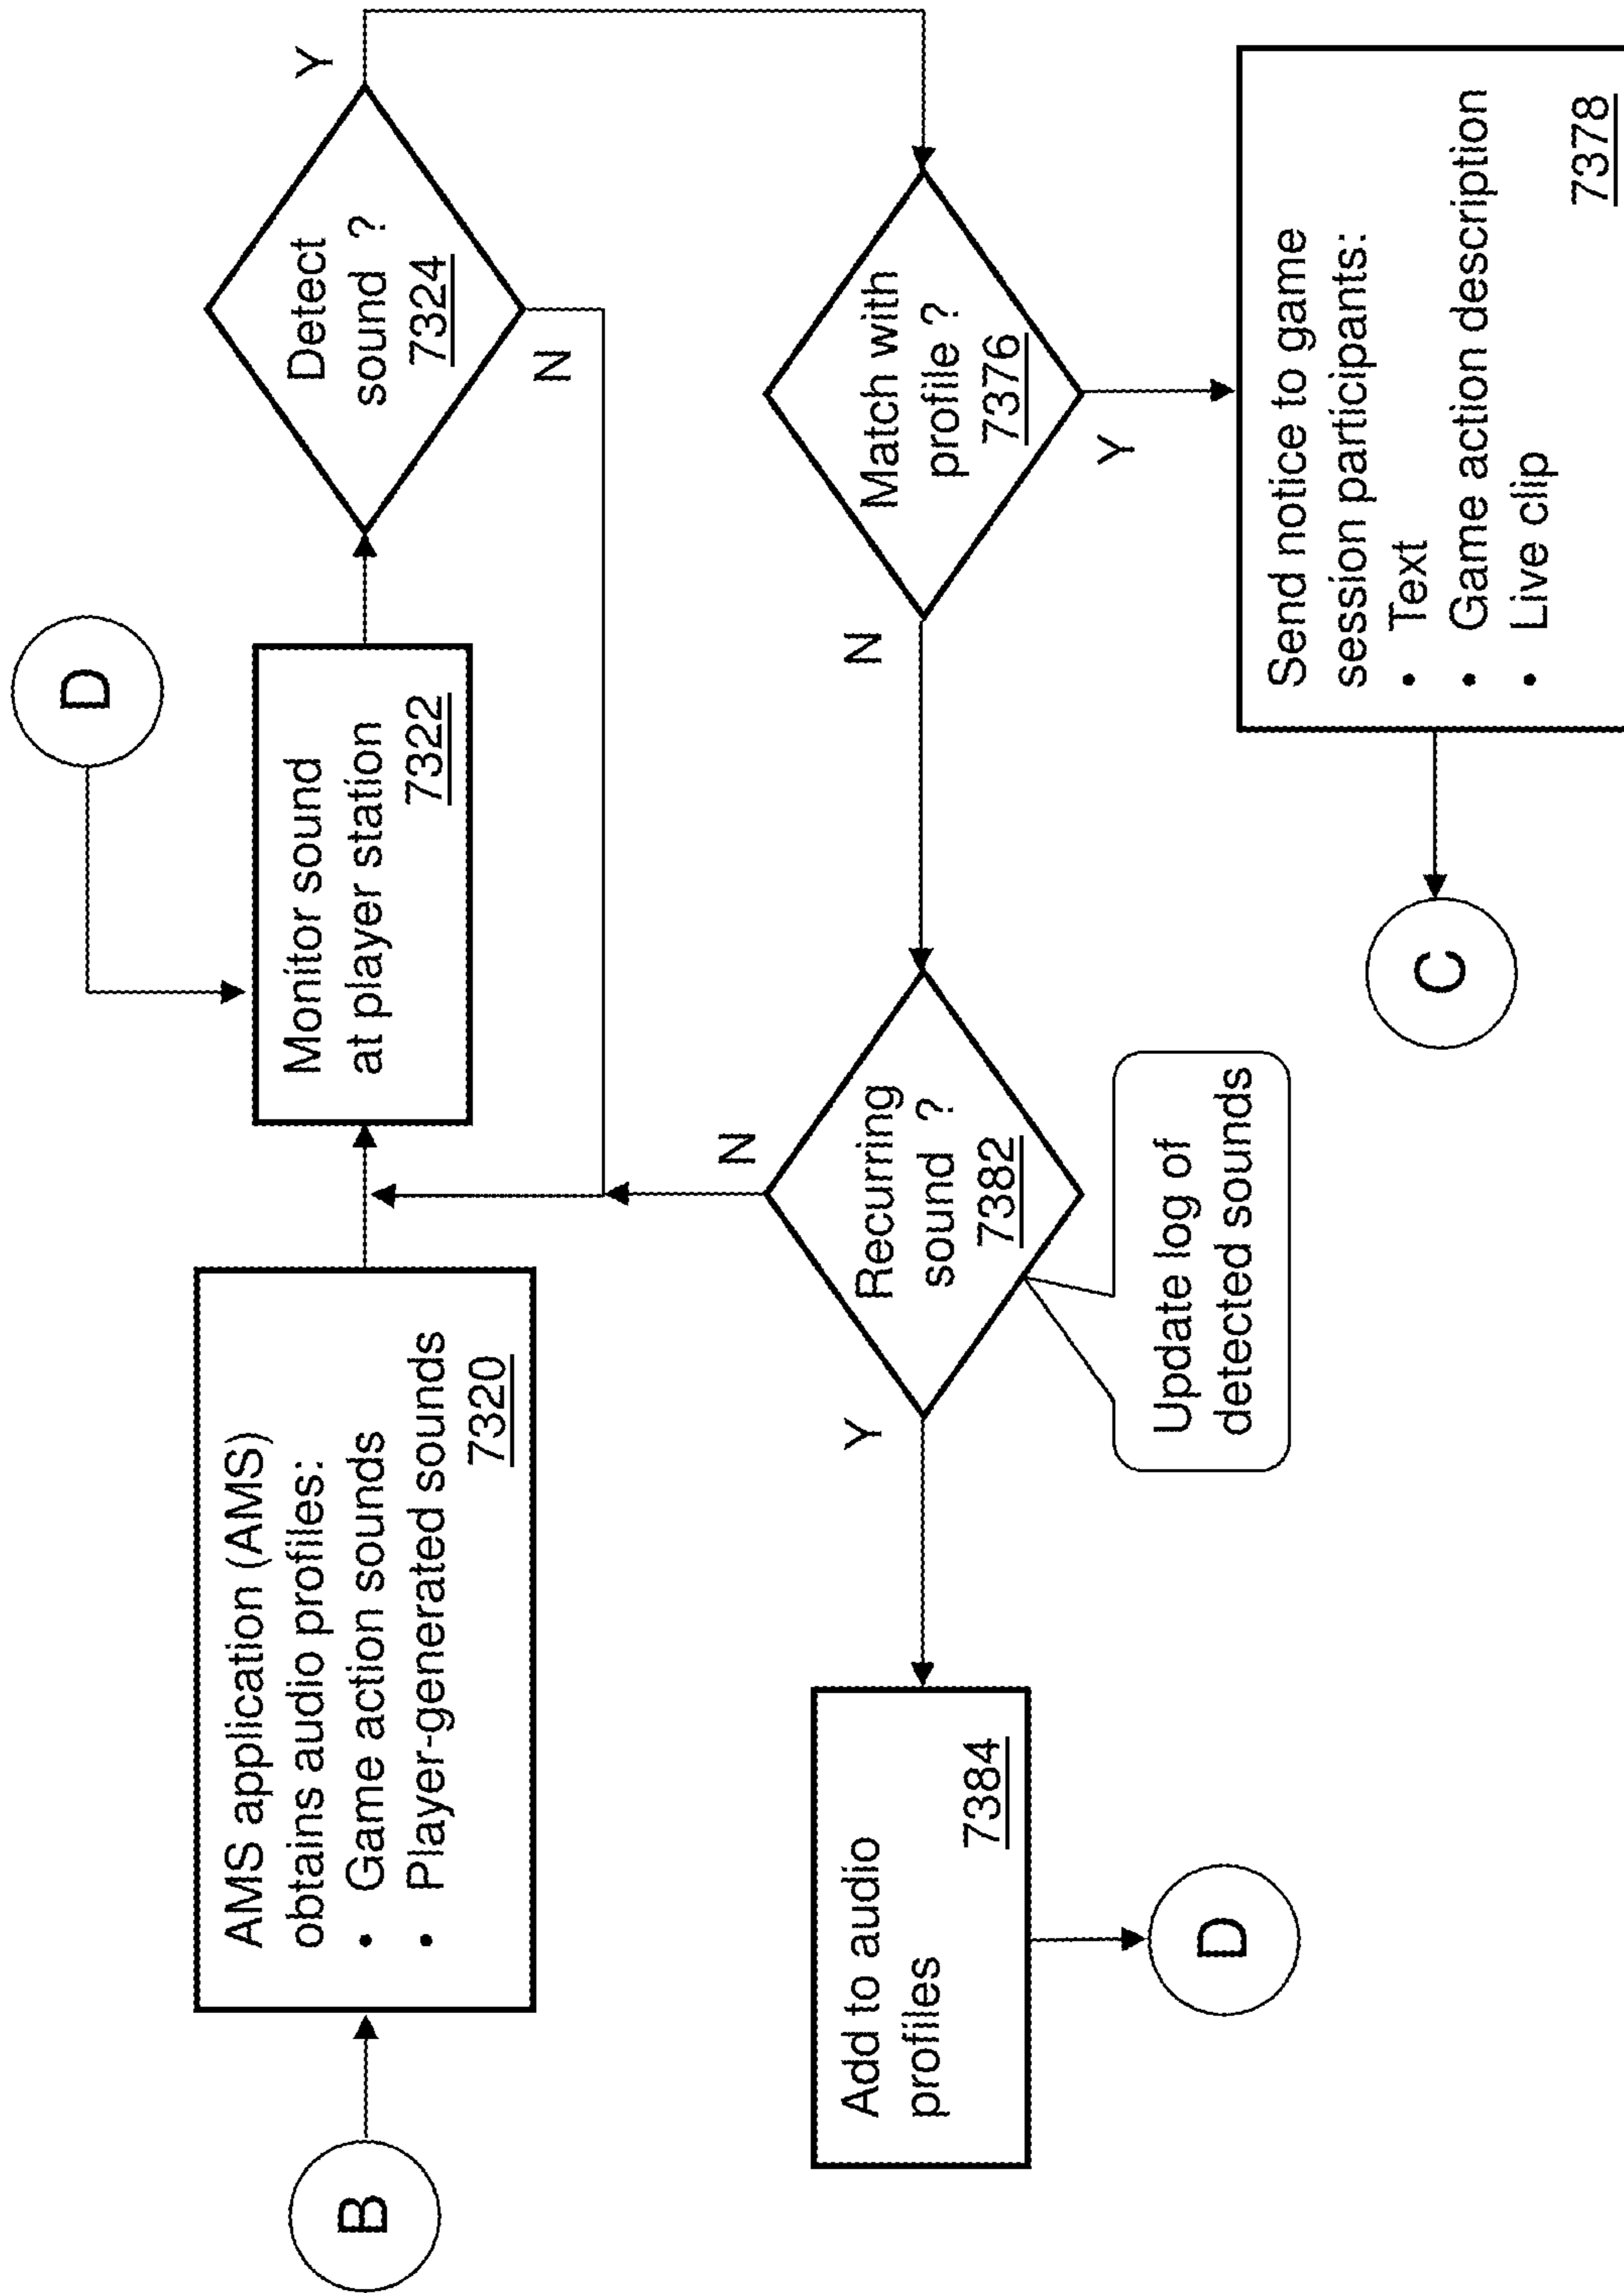 B
AMS application (AMS)
obtains audio profiles:
• Game action sounds
• Player-generated sounds
7320
D
Monitor sound
at player station
7322
Detect
sound ?
7324
Y
N
Match with
profile ?
7376
N
Y
Recurring
sound ?
7382
N
Y
Update log of
detected sounds
Add to audio
profiles
7384
D
Send notice to game
session participants:
• Text
• Game action description
• Live clip
7378
C